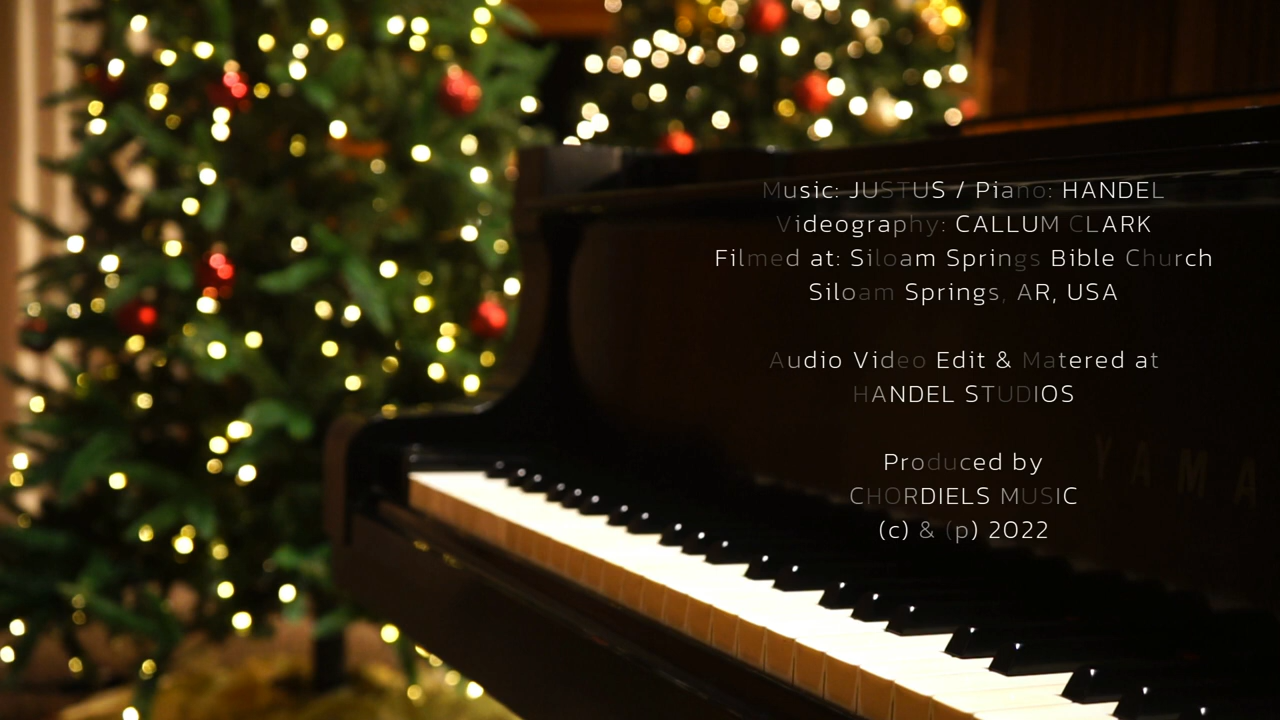 Music: JUSTUS / Piano: HANDEL
Videography: CALLUM CLARK
Filmed at: Siloam Springs Bible Church
Siloam Springs, AR, USA
Audio Video Edit & Matered at
HANDEL STUDIOS
Produced by
CHORDIELS MUSIC
(c) & (p) 2022
YAMA